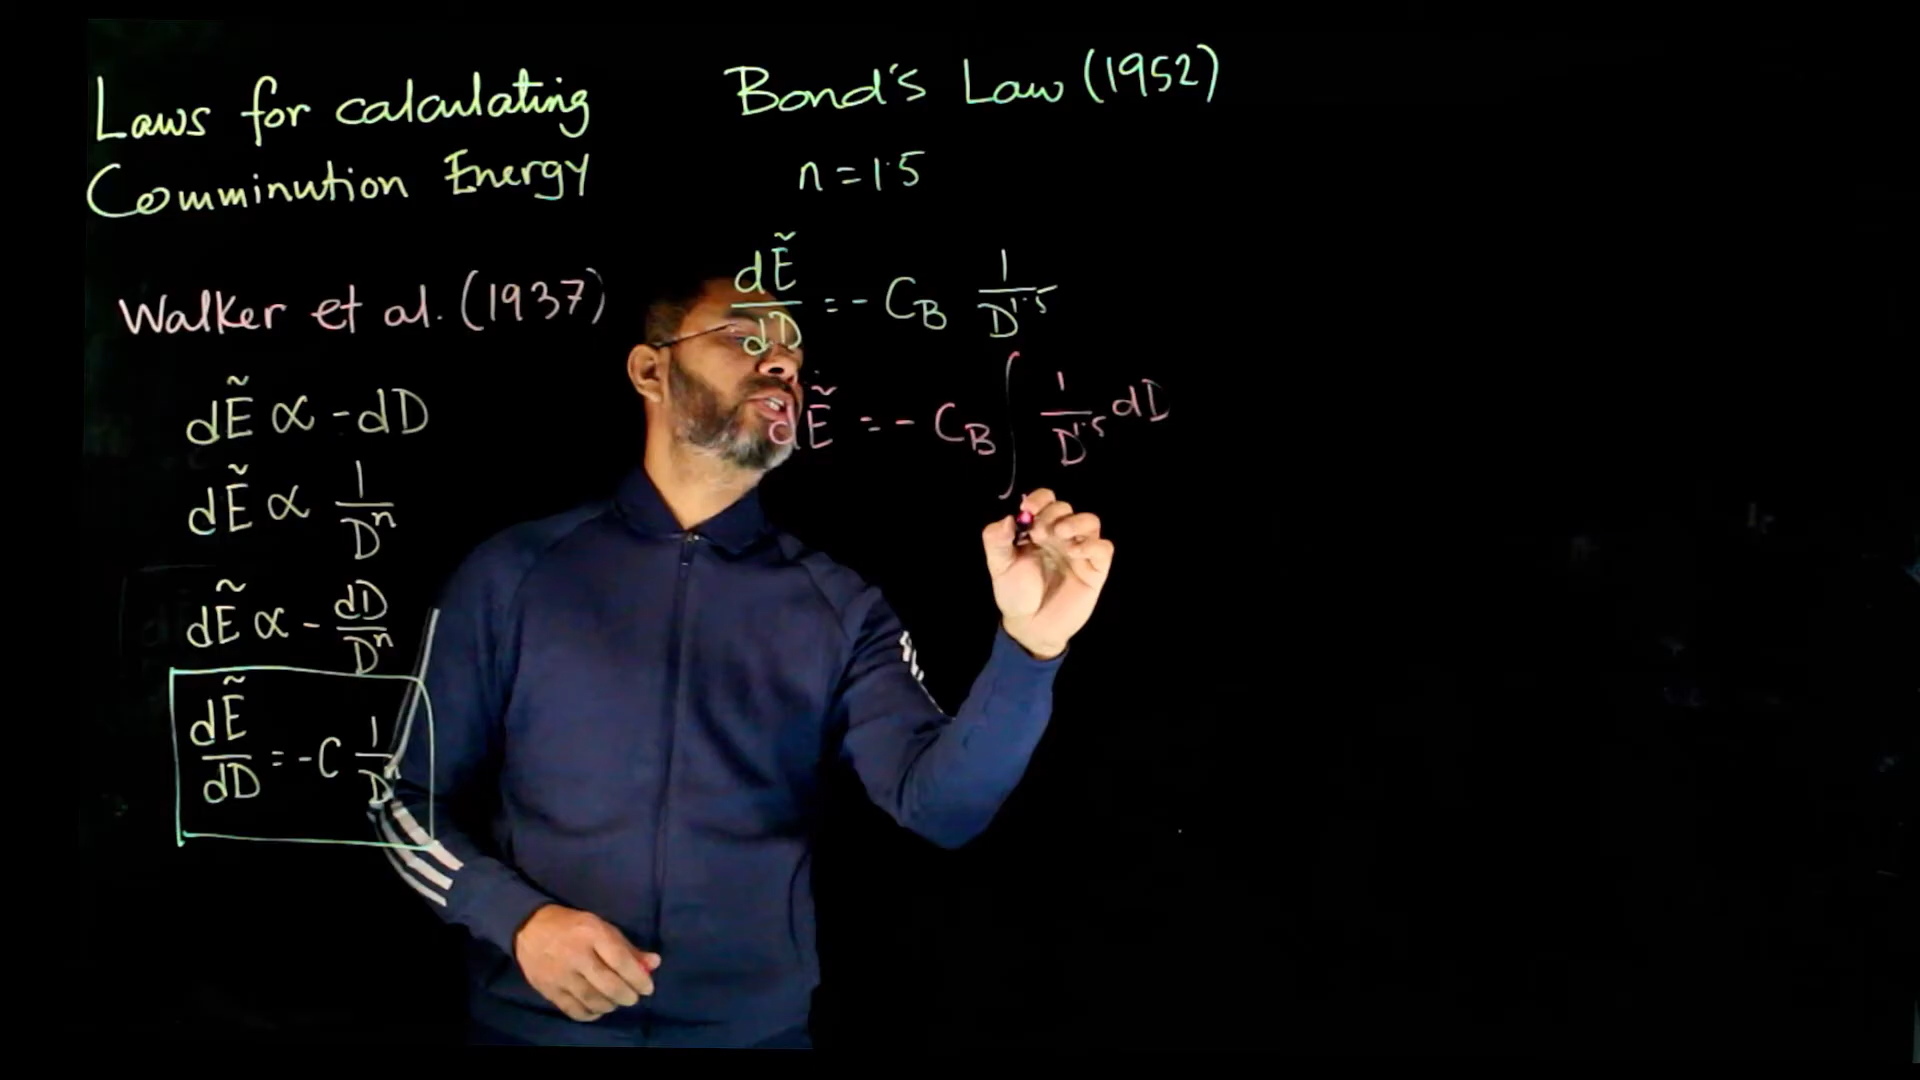 Laws for calculating
Comminution Energy
Walker et al. (1937)
dẼ ∝ -dD
dẼ ∝ 1/D^n
dẼ ∝ - dD/D^n
dẼ/dD = -C 1/D^n
Bond's Law (1952)
n = 1.5
dẼ/dD = - C_B 1/D^1.5
dẼ = - C_B ∫ 1/D^1.5 dD